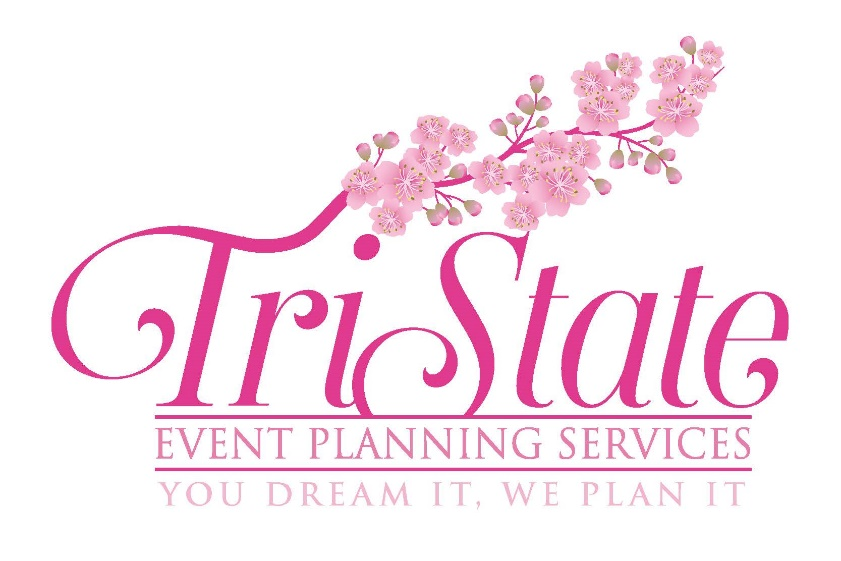 TriState
EVENT PLANNING SERVICES
YOU DREAM IT, WE PLAN IT